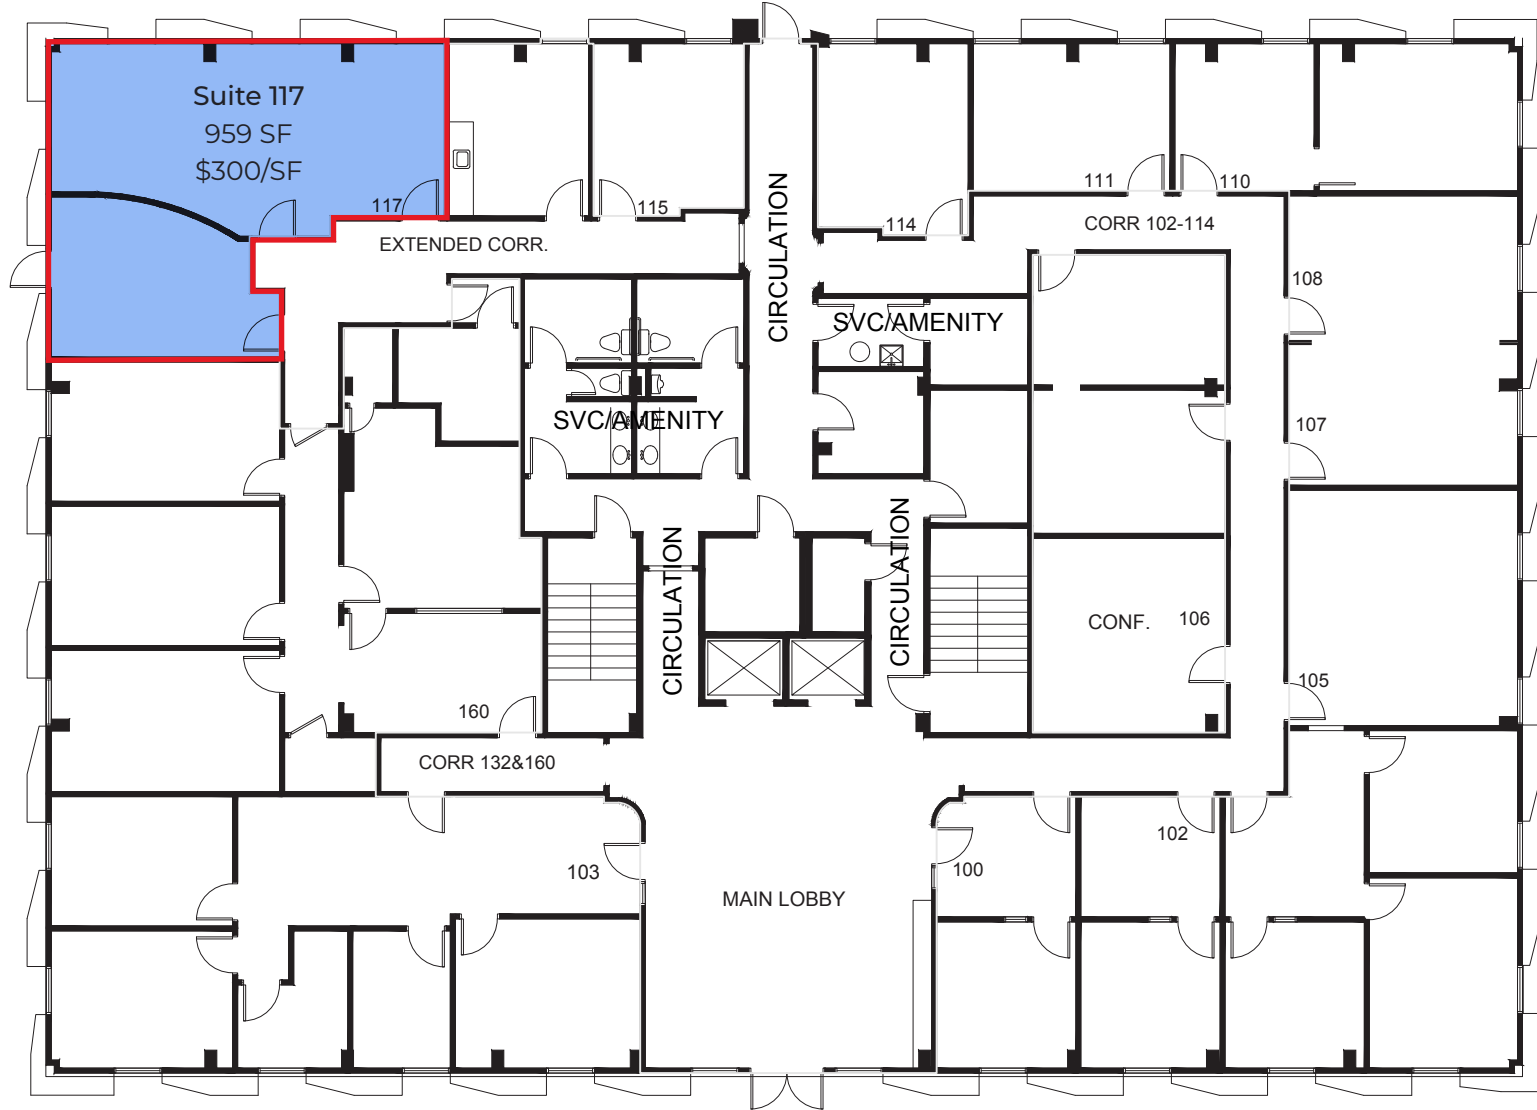 Suite 117
959 SF
$300/SF
117
115
EXTENDED CORR.
CIRCULATION
114
111
110
CORR 102-114
108
SVC/AMENITY
SVC/AMENITY
107
CIRCULATION
CIRCULATION
CONF.
106
105
160
CORR 132&160
103
MAIN LOBBY
100
102